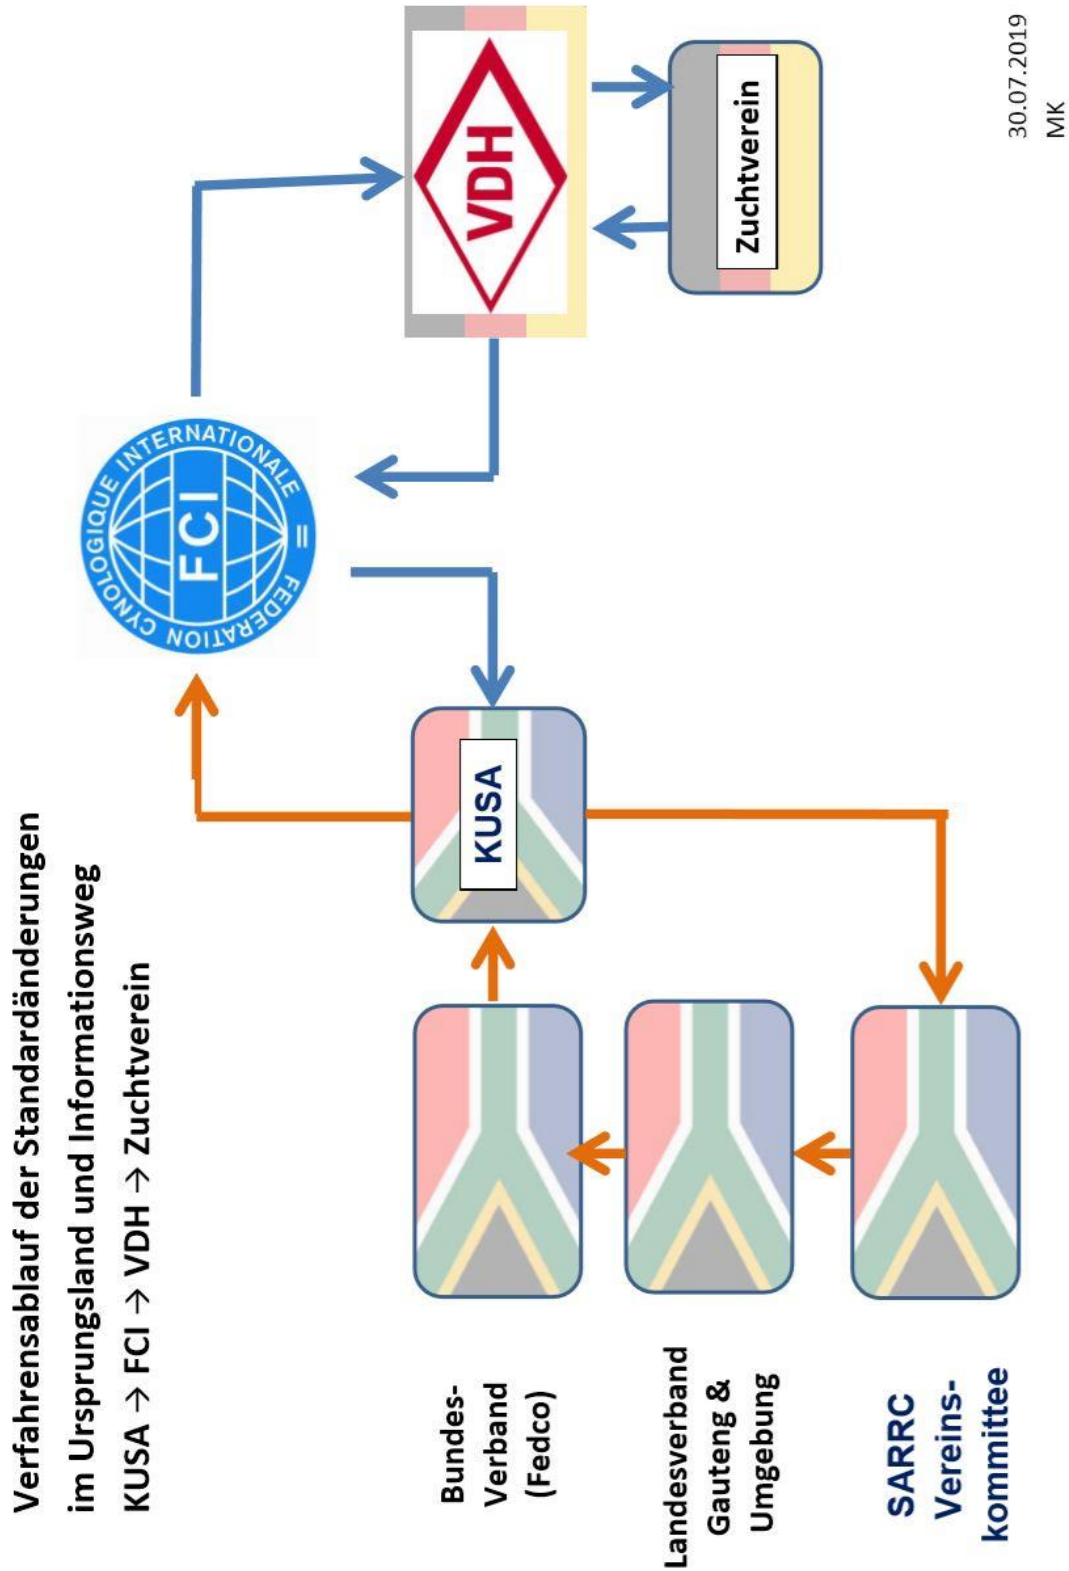 Verfahrensablauf der Standardänderungen
im Ursprungsland und Informationsweg
KUSA → FCI → VDH → Zuchtverein
FEDERATION CYNOLOGIQUE INTERNATIONALE
FCI
VDH
Zuchtverein
KUSA
Bundes-
Verband
(Fedco)
Landesverband
Gauteng &
Umgebung
SARRC
Vereins-
kommittee
30.07.2019
MK